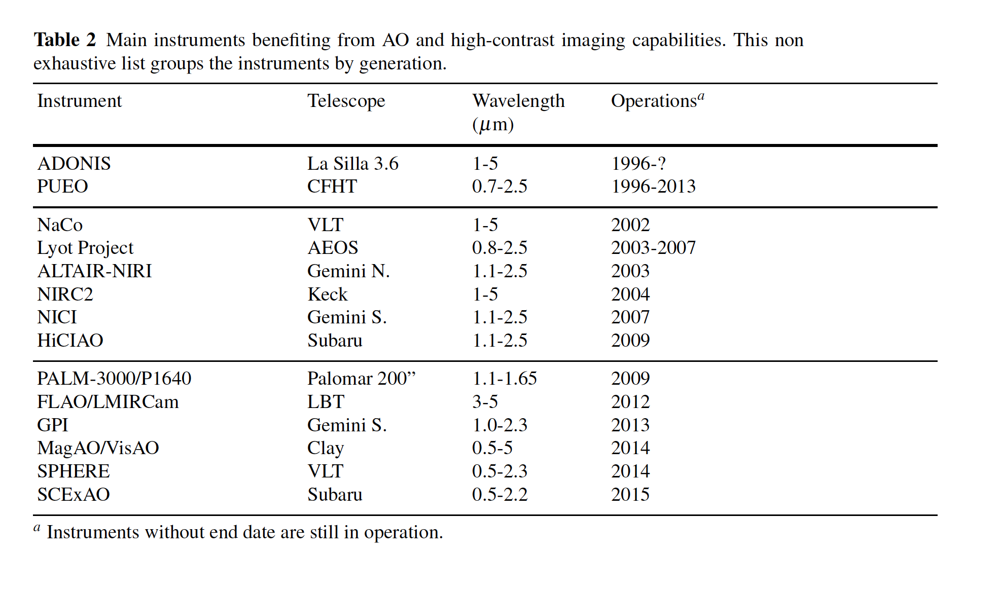 Table 2 Main instruments benefiting from AO and high-contrast imaging capabilities. This non
exhaustive list groups the instruments by generation.
Instrument Telescope Wavelength Operationsᵃ
(μm)
ADONIS La Silla 3.6 1-5 1996-?
PUEO CFHT 0.7-2.5 1996-2013
NaCo VLT 1-5 2002
Lyot Project AEOS 0.8-2.5 2003-2007
ALTAIR-NIRI Gemini N. 1.1-2.5 2003
NIRC2 Keck 1-5 2004
NICI Gemini S. 1.1-2.5 2007
HiCIAO Subaru 1.1-2.5 2009
PALM-3000/P1640 Palomar 200” 1.1-1.65 2009
FLAO/LMIRCam LBT 3-5 2012
GPI Gemini S. 1.0-2.3 2013
MagAO/VisAO Clay 0.5-5 2014
SPHERE VLT 0.5-2.3 2014
SCExAO Subaru 0.5-2.2 2015
ᵃ Instruments without end date are still in operation.